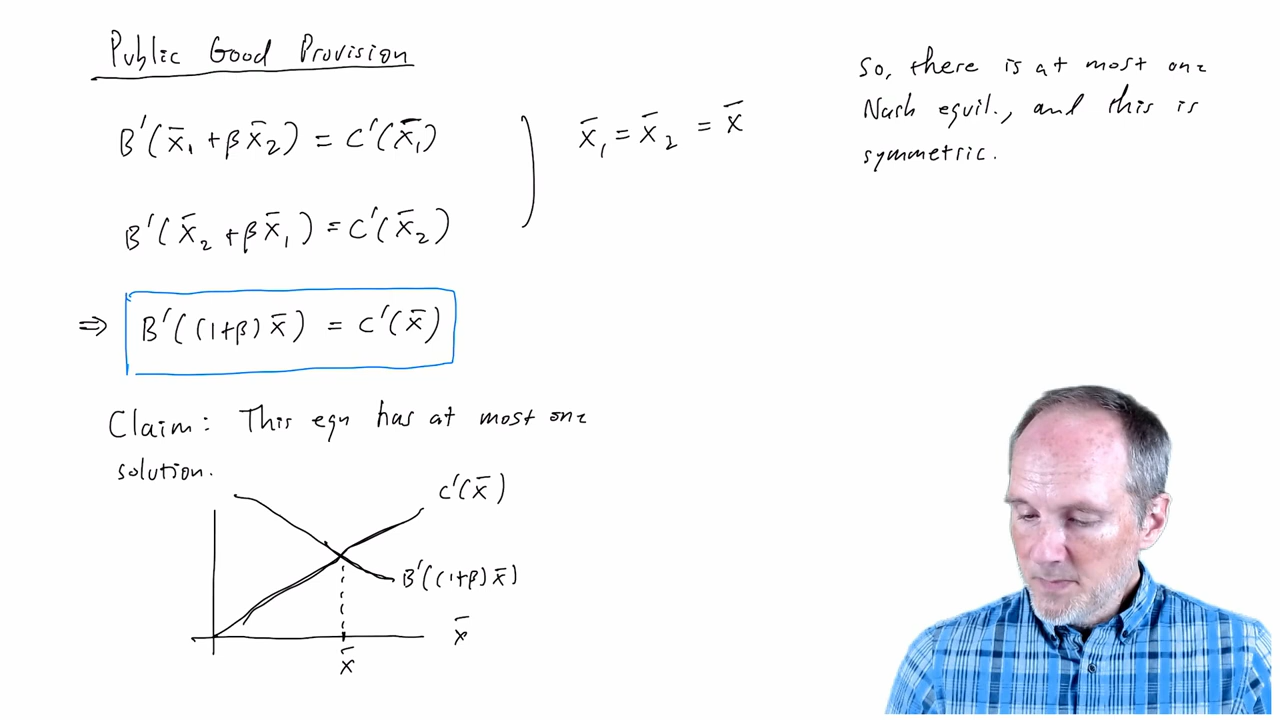 Public Good Provision
B'(x̄₁ + βx̄₂) = C'(x̄₁)
B'(x̄₂ + βx̄₁) = C'(x̄₂)
x̄₁ = x̄₂ = x̄
⇒ B'((1+β)x̄) = C'(x̄)
Claim: This eqn has at most one
solution.
C'(x̄)
B'((1+β)x̄)
x̄
x̄
So, there is at most one
Nash equil., and this is
symmetric.